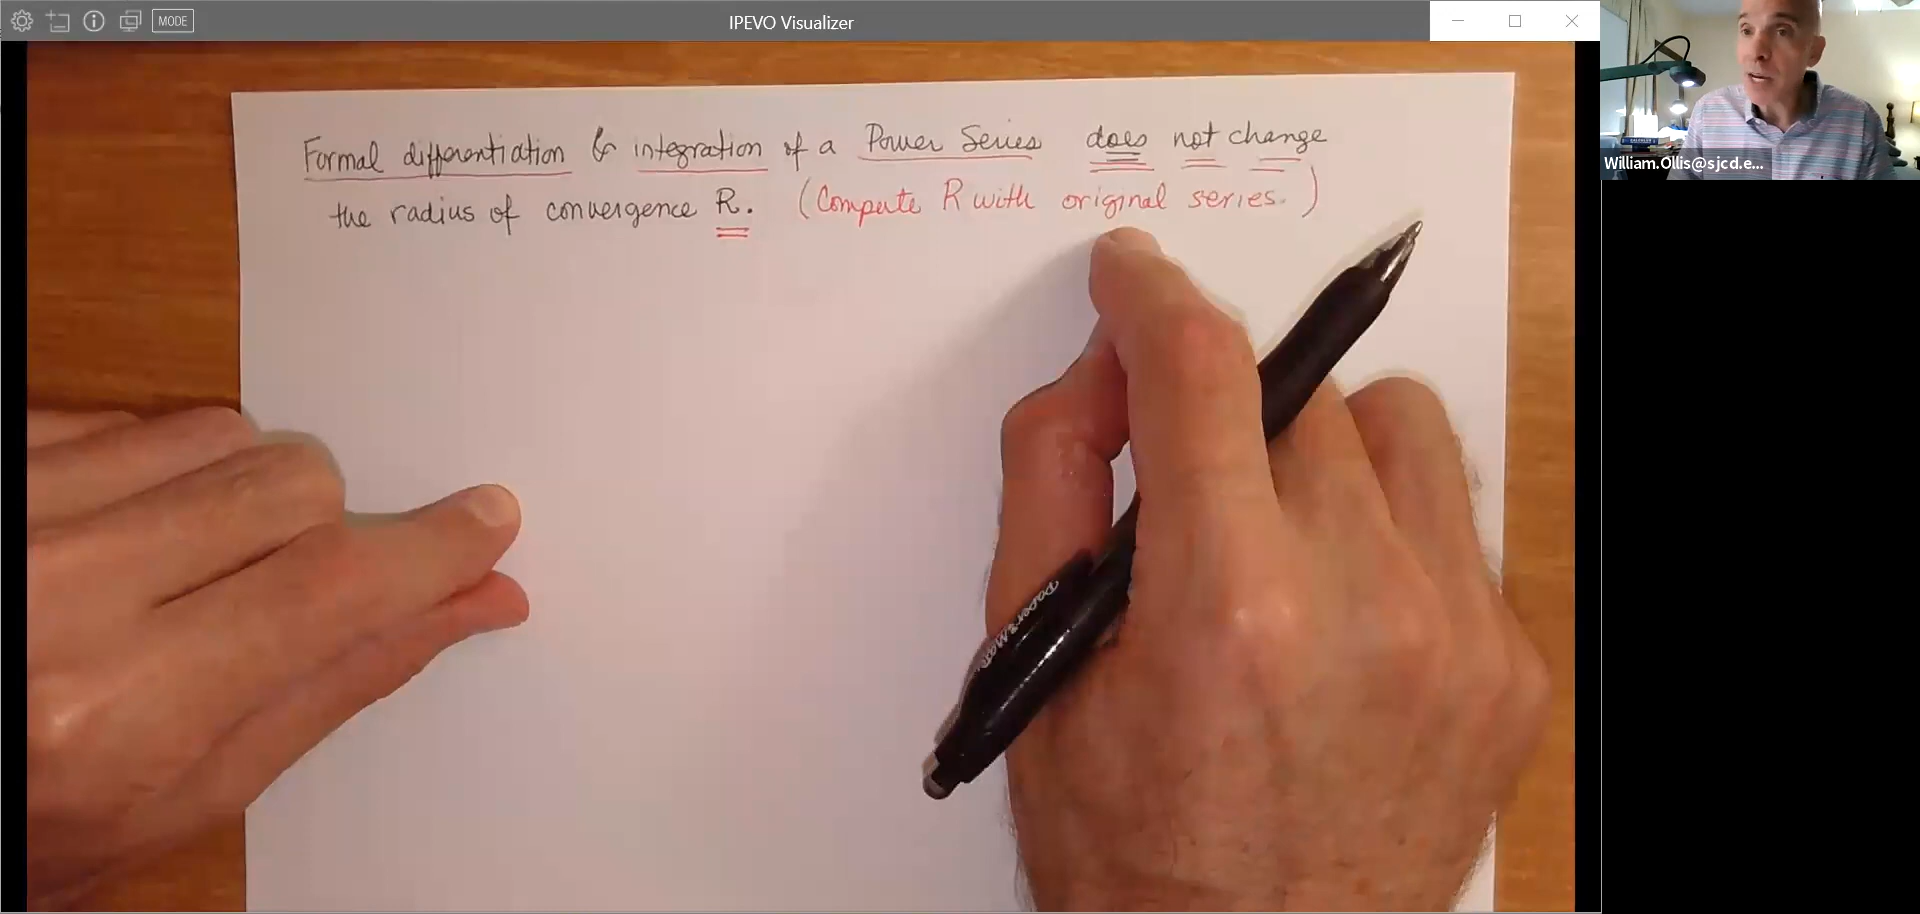 MODE
IPEVO Visualizer
William.Ollis@sjcd.e...
Formal differentiation & integration of a Power Series does not change
the radius of convergence R. (Compute R with original series.)
PaperMate